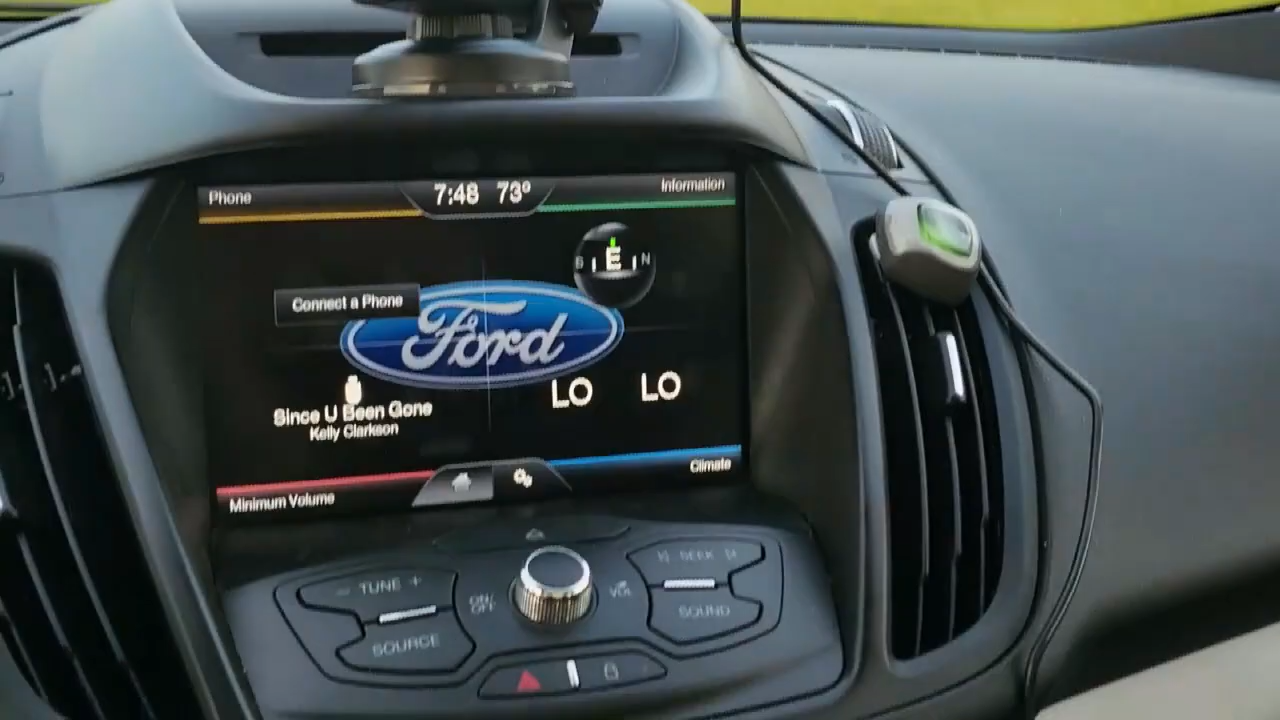 Phone
7:48 73°
Information
S E N
Connect a Phone
Ford
LO LO
Since U Been Gone
Kelly Clarkson
Minimum Volume
Climate
TUNE +
SOURCE
ON/
OFF
VOL
SEEK
SOUND